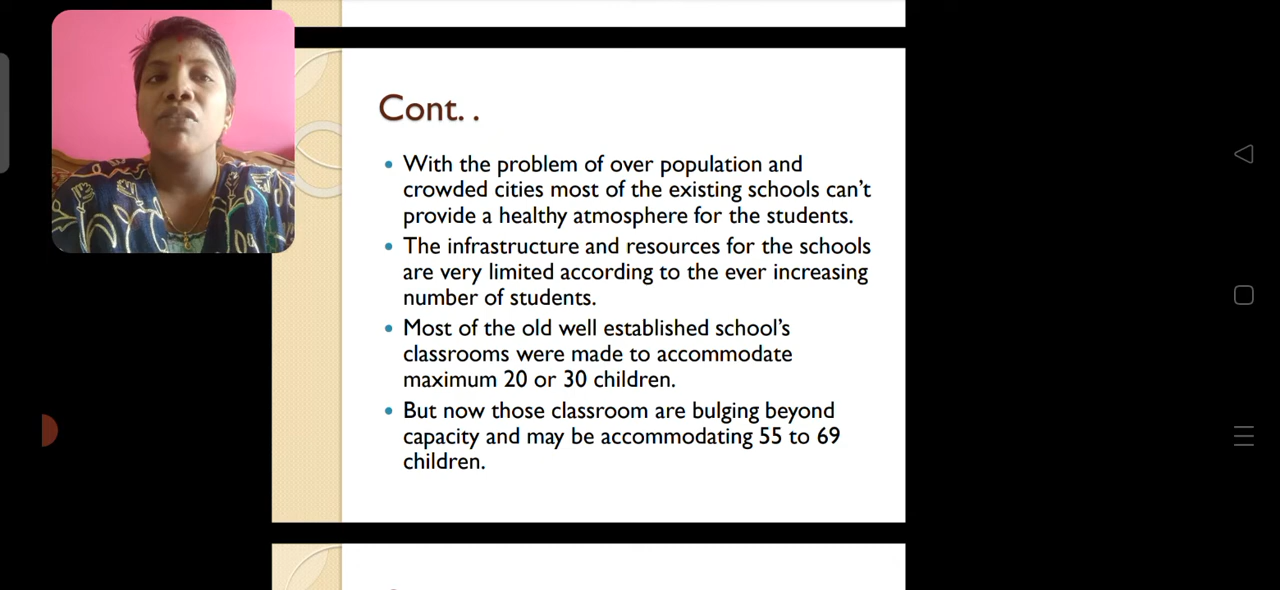 Cont. .
With the problem of over population and
crowded cities most of the existing schools can't
provide a healthy atmosphere for the students.
The infrastructure and resources for the schools
are very limited according to the ever increasing
number of students.
Most of the old well established school's
classrooms were made to accommodate
maximum 20 or 30 children.
But now those classroom are bulging beyond
capacity and may be accommodating 55 to 69
children.